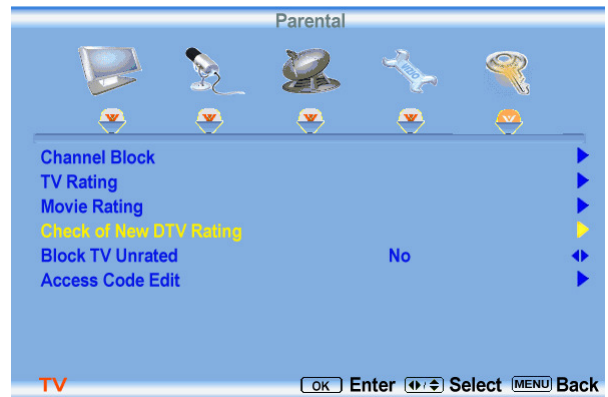 Parental
Channel Block
TV Rating
Movie Rating
Check of New DTV Rating
Block TV Unrated No
Access Code Edit
TV OK Enter Select MENU Back